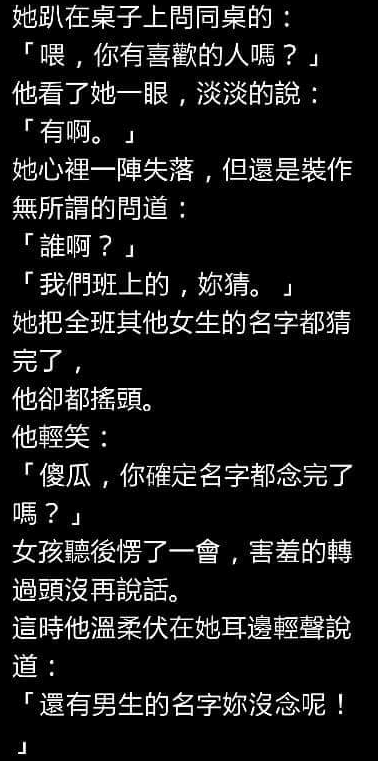 她趴在桌子上問同桌的：
「喂，你有喜歡的人嗎？」
他看了她一眼，淡淡的說：
「有啊。」
她心裡一陣失落，但還是裝作
無所謂的問道：
「誰啊？」
「我們班上的，妳猜。」
她把全班其他女生的名字都猜
完了，
他卻都搖頭。
他輕笑：
「傻瓜，你確定名字都念完了
嗎？」
女孩聽後愣了一會，害羞的轉
過頭沒再說話。
這時他溫柔伏在她耳邊輕聲說
道：
「還有男生的名字妳沒念呢！
」